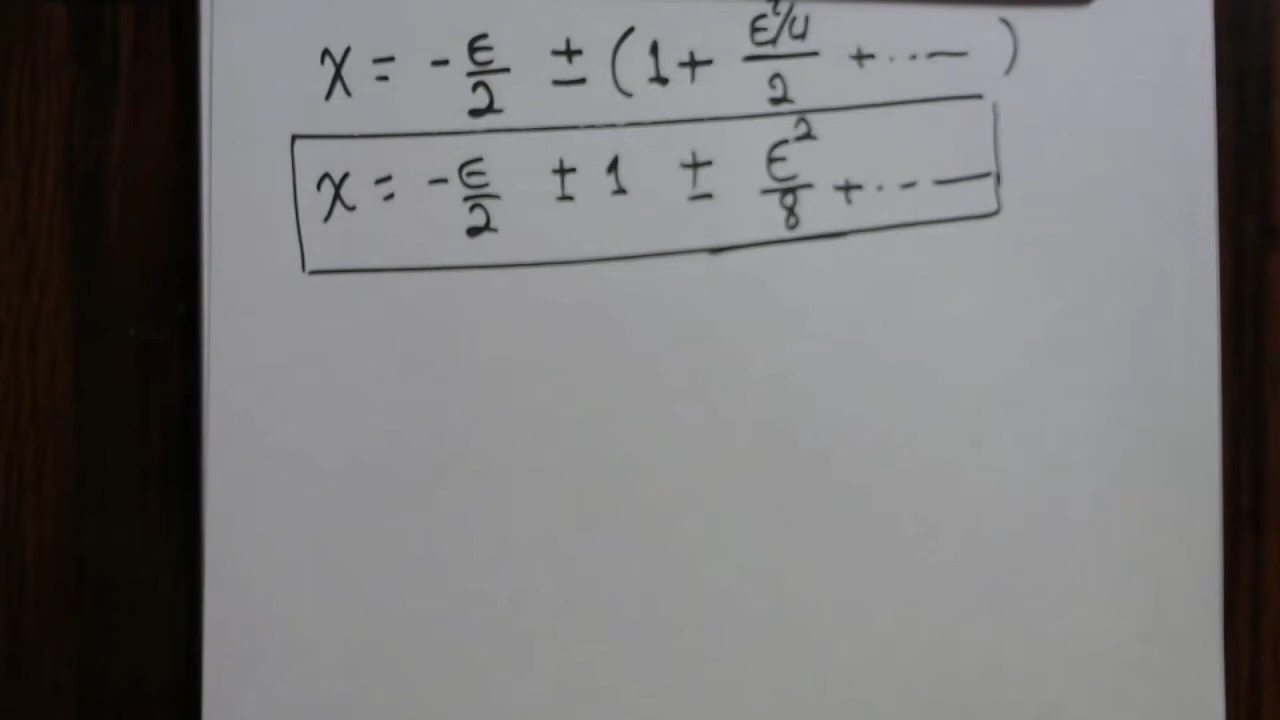 x = - ϵ/2 ± (1 + (ϵ²/4)/2 + ...—)
x = - ϵ/2 ± 1 ± ϵ²/8 + ...—